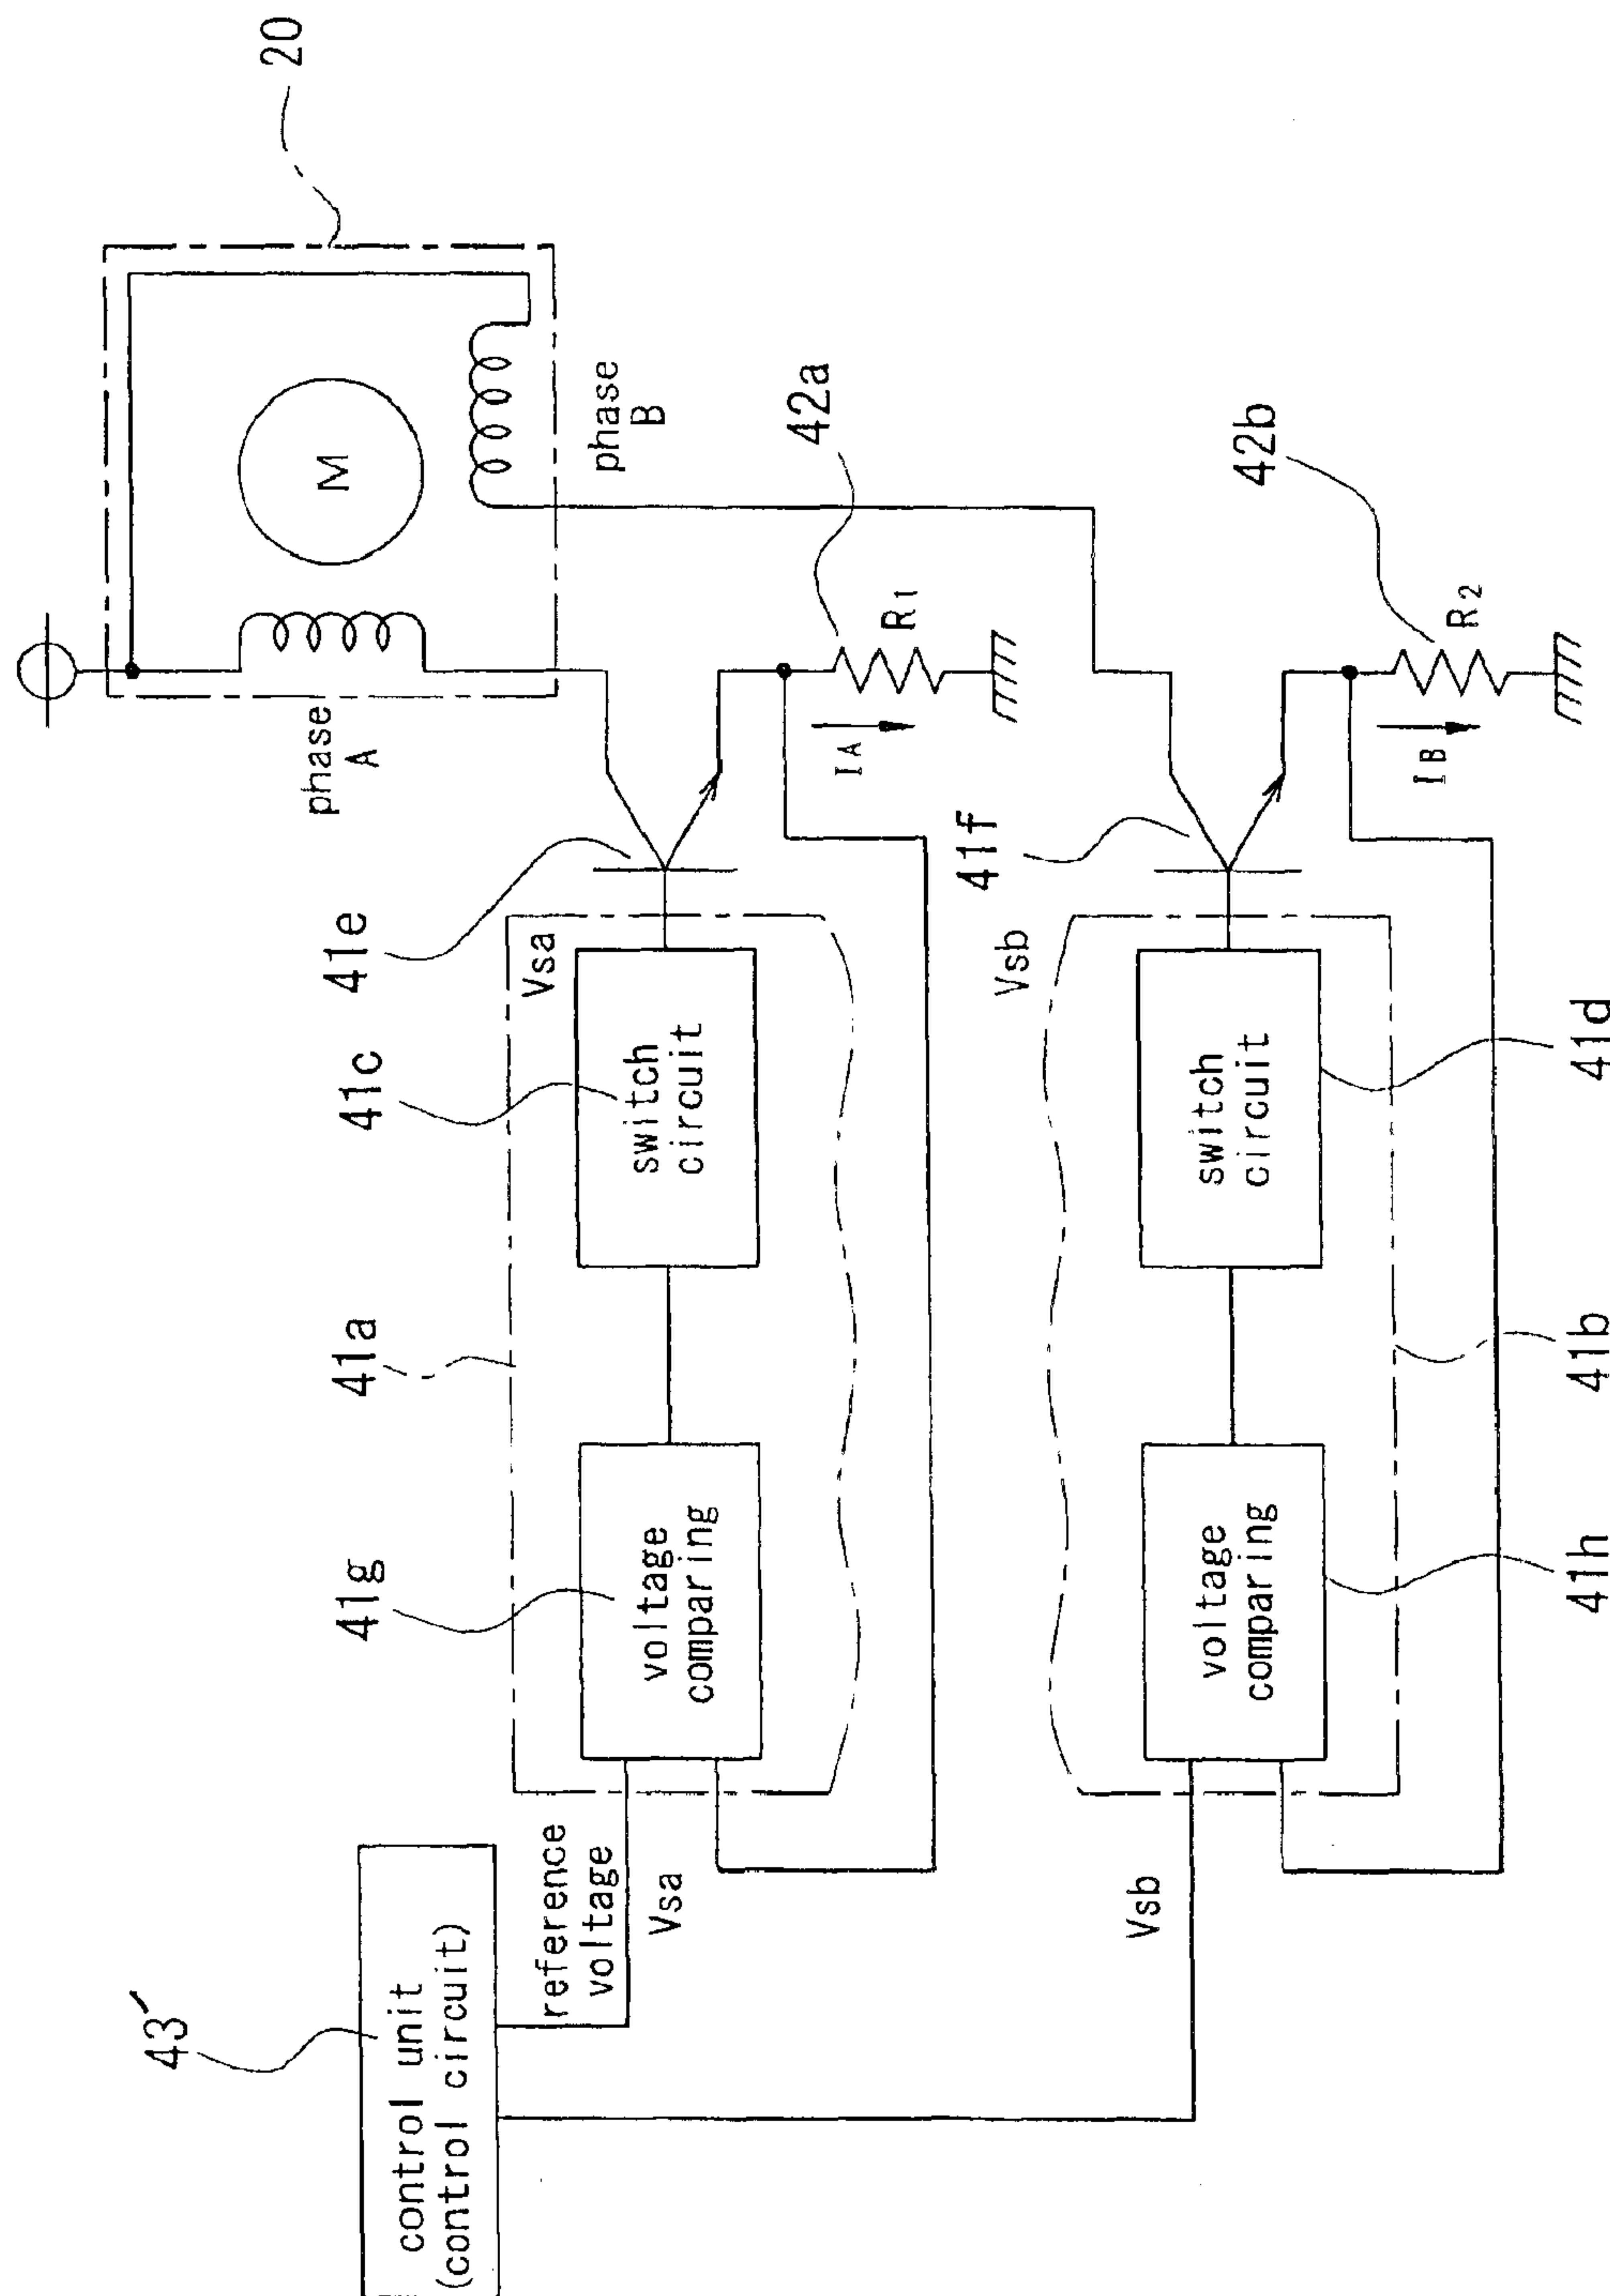 20
M
phase
A
phase
B
42a
R1
IA
42b
R2
IB
41e
41f
Vsa
Vsb
41c
switch
circuit
switch
circuit
41d
41a
41b
41g
voltage
comparing
voltage
comparing
41h
reference
voltage
Vsa
Vsb
43'
control unit
(control circuit)